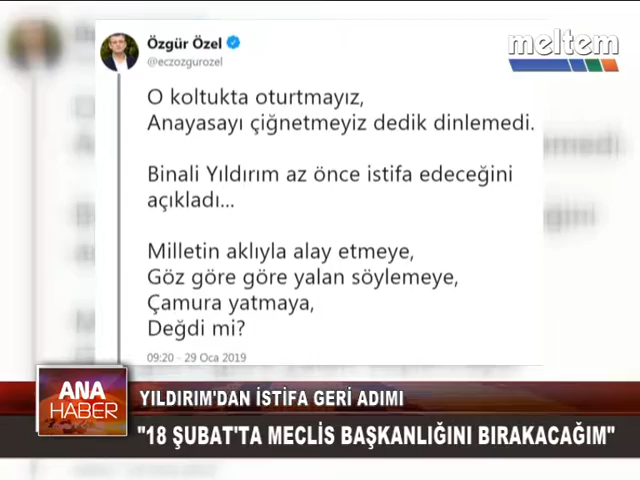 Özgür Özel
@eczozgurozel
meltem
O koltukta oturtmayız,
Anayasayı çiğnetmeyiz dedik dinlemedi.
Binali Yıldırım az önce istifa edeceğini
açıkladı...
Milletin aklıyla alay etmeye,
Göz göre göre yalan söylemeye,
Çamura yatmaya,
Değdi mi?
09:20 - 29 Oca 2019
ANA
HABER
YILDIRIM'DAN İSTİFA GERİ ADIMI
"18 ŞUBAT'TA MECLİS BAŞKANLIĞINI BIRAKACAĞIM"